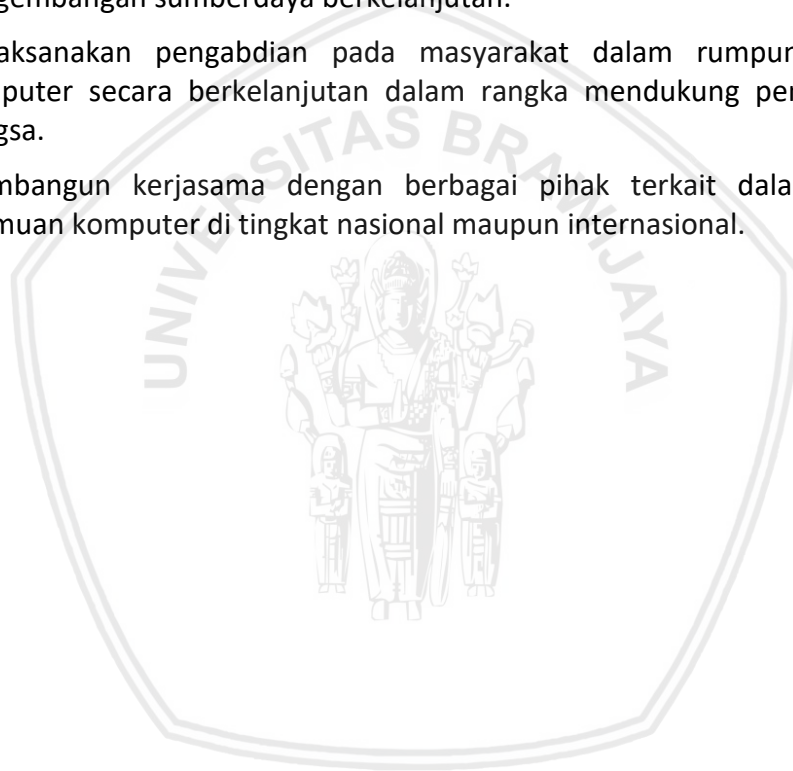 gembangan sumberdaya berkelanjutan.
aksanakan pengabdian pada masyarakat dalam rumpun
puter secara berkelanjutan dalam rangka mendukung per
gsa.
mbangun kerjasama dengan berbagai pihak terkait dala
muan komputer di tingkat nasional maupun internasional.
UNIVERSITAS BRAWIJAYA